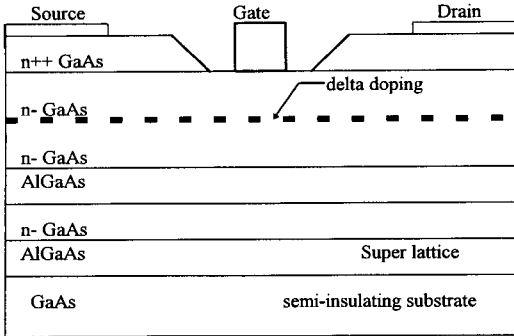 Source Gate Drain
n++ GaAs
delta doping
n- GaAs
n- GaAs
AlGaAs
n- GaAs
AlGaAs Super lattice
GaAs semi-insulating substrate